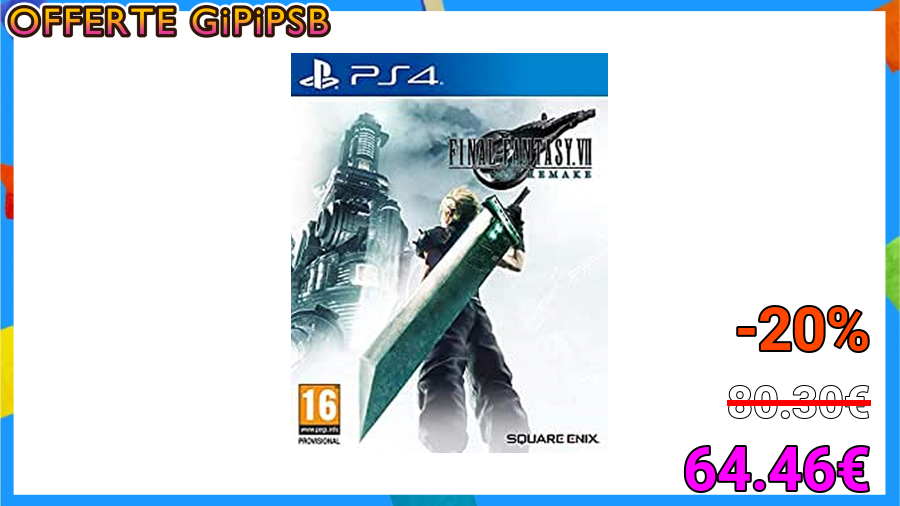 OFFERTE GiPiPSB
PS4
FINAL FANTASY VII
REMAKE
16
www.pegi.info
PROVISIONAL
SQUARE ENIX
-20%
80.30€
64.46€